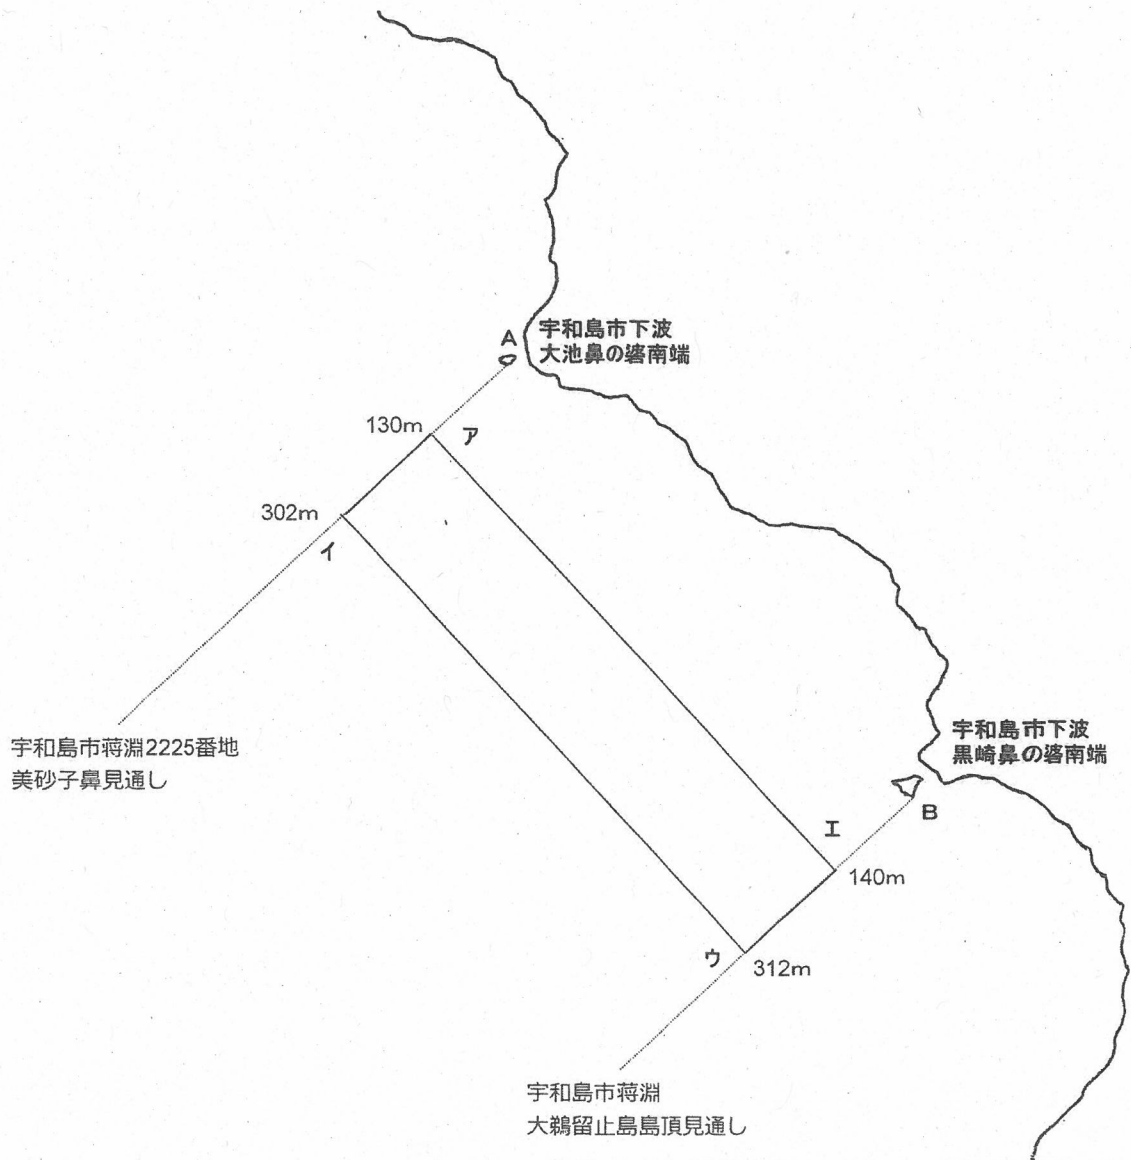 A
宇和島市下波
大池鼻の碆南端
130m
ア
302m
イ
宇和島市蒋淵2225番地
美砂子鼻見通し
宇和島市下波
黒崎鼻の碆南端
B
エ
140m
ウ
312m
宇和島市蒋淵
大鵜留止島島頂見通し